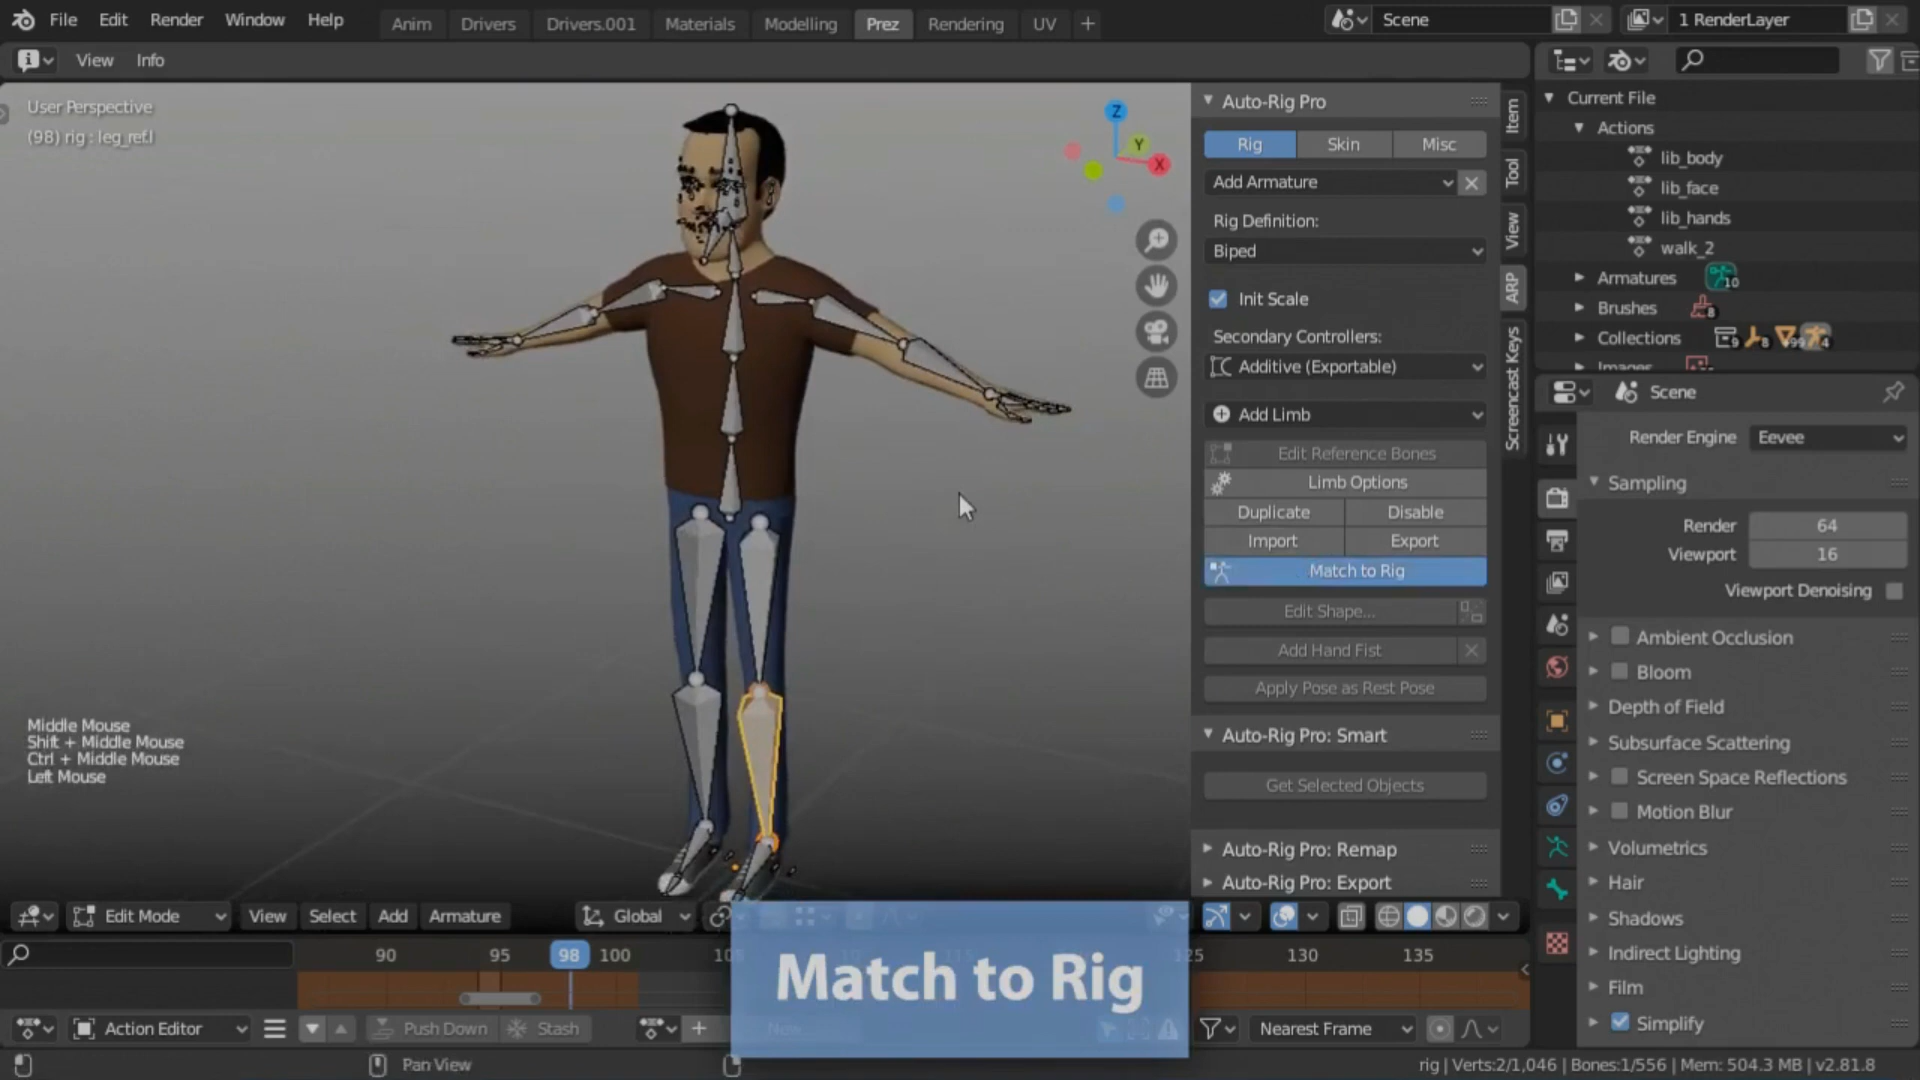 File Edit Render Window Help
Anim Drivers Drivers.001 Materials Modelling Prez Rendering UV +
Scene
1 RenderLayer
View Info
User Perspective
(98) rig : leg_ref.l
Z
Y
X
Auto-Rig Pro
Rig Skin Misc
Add Armature
Rig Definition:
Biped
Init Scale
Secondary Controllers:
Additive (Exportable)
Add Limb
Edit Reference Bones
Limb Options
Duplicate Disable
Import Export
Match to Rig
Edit Shape...
Add Hand Fist
Apply Pose as Rest Pose
Auto-Rig Pro: Smart
Get Selected Objects
Auto-Rig Pro: Remap
Auto-Rig Pro: Export
Item
Tool
View
ARP
Screencast Keys
Current File
Actions
lib_body
lib_face
lib_hands
walk_2
Armatures 10
Brushes 8
Collections 9 8 99 4
Images
Scene
Render Engine Eevee
Sampling
Render 64
Viewport 16
Viewport Denoising
Ambient Occlusion
Bloom
Depth of Field
Subsurface Scattering
Screen Space Reflections
Motion Blur
Volumetrics
Hair
Shadows
Indirect Lighting
Film
Simplify
Middle Mouse
Shift + Middle Mouse
Ctrl + Middle Mouse
Left Mouse
Edit Mode View Select Add Armature Global
90 95 98 100 125 130 135
Match to Rig
Action Editor Push Down Stash New Nearest Frame
Pan View
rig | Verts:2/1,046 | Bones:1/556 | Mem: 504.3 MB | v2.81.8